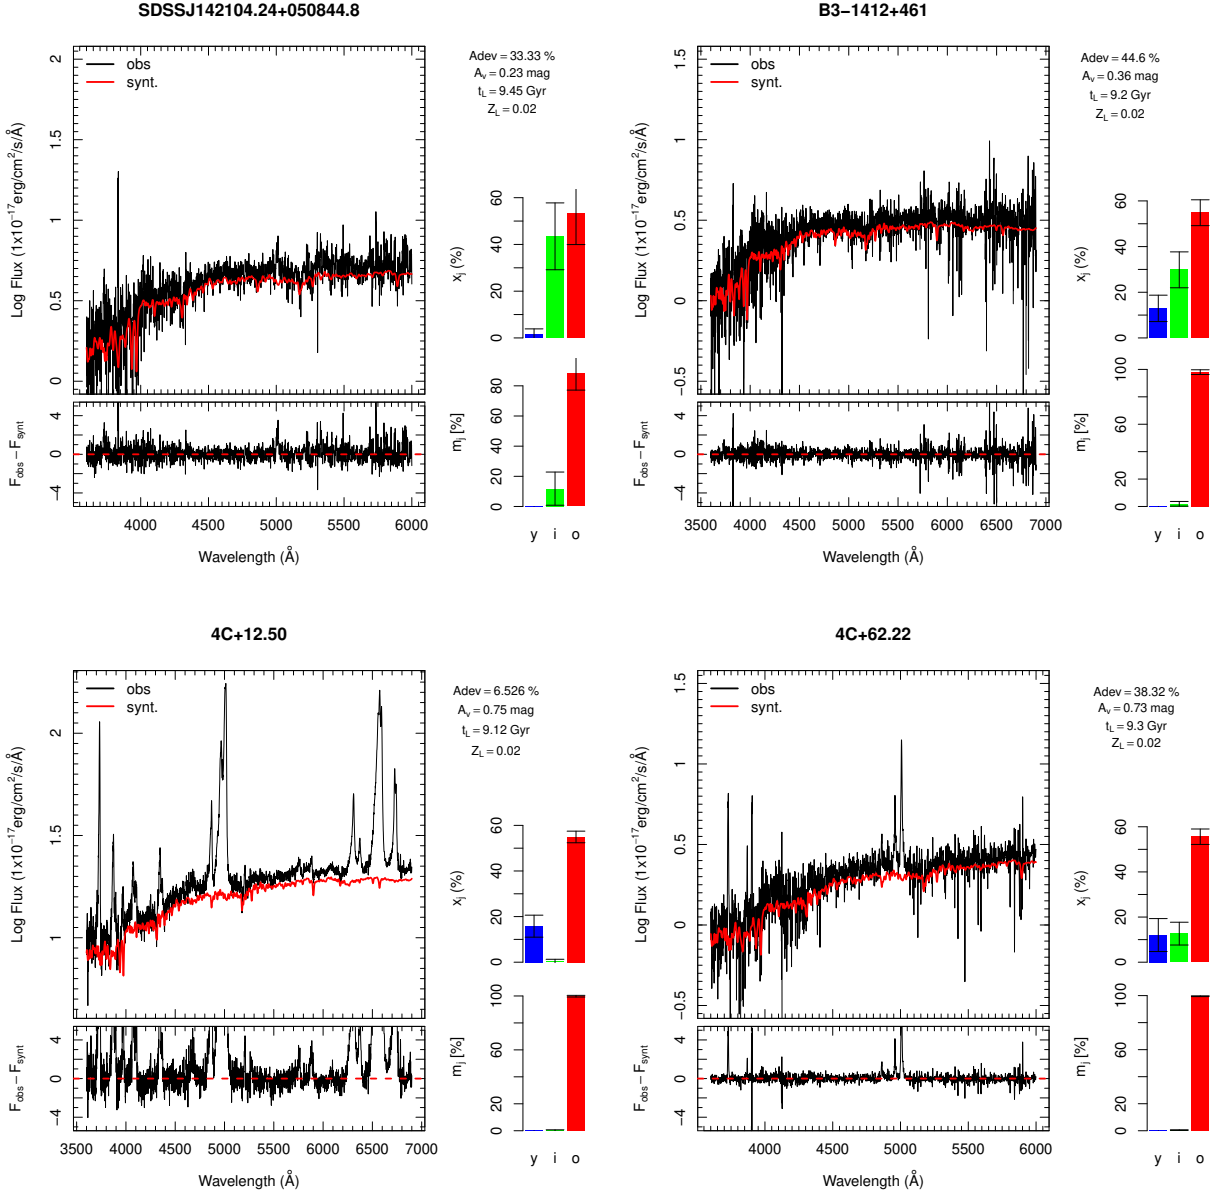 SDSSJ142104.24+050844.8
obs
synt.
Log Flux (1x10⁻¹⁷erg/cm²/s/Å)
0 0.5 1 1.5 2
Fobs − Fsynt
−4 0 4
4000 4500 5000 5500 6000
Wavelength (Å)
Adev = 33.33 %
Av = 0.23 mag
tL = 9.45 Gyr
ZL = 0.02
xj (%)
0 20 40 60
mj [%]
0 20 40 60 80
y i o
B3−1412+461
obs
synt.
Log Flux (1x10⁻¹⁷erg/cm²/s/Å)
−0.5 0 0.5 1 1.5
Fobs − Fsynt
−4 0 4
3500 4000 4500 5000 5500 6000 6500 7000
Wavelength (Å)
Adev = 44.6 %
Av = 0.36 mag
tL = 9.2 Gyr
ZL = 0.02
xj (%)
0 20 40 60
mj [%]
0 20 60 100
y i o
4C+12.50
obs
synt.
Log Flux (1x10⁻¹⁷erg/cm²/s/Å)
1 1.5 2
Fobs − Fsynt
−4 0 4
3500 4000 4500 5000 5500 6000 6500 7000
Wavelength (Å)
Adev = 6.526 %
Av = 0.75 mag
tL = 9.12 Gyr
ZL = 0.02
xj (%)
0 20 40 60
mj [%]
0 20 60 100
y i o
4C+62.22
obs
synt.
Log Flux (1x10⁻¹⁷erg/cm²/s/Å)
−0.5 0 0.5 1 1.5
Fobs − Fsynt
−4 0 4
4000 4500 5000 5500 6000
Wavelength (Å)
Adev = 38.32 %
Av = 0.73 mag
tL = 9.3 Gyr
ZL = 0.02
xj (%)
0 20 40 60
mj [%]
0 20 60 100
y i o